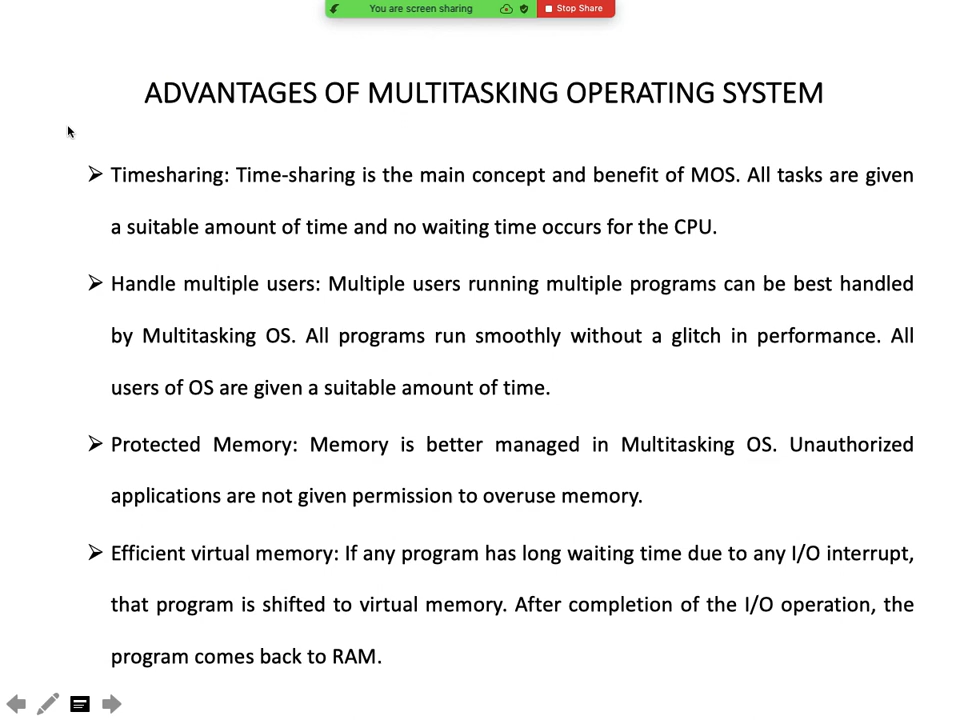 You are screen sharing
Stop Share
ADVANTAGES OF MULTITASKING OPERATING SYSTEM
➢ Timesharing: Time-sharing is the main concept and benefit of MOS. All tasks are given
a suitable amount of time and no waiting time occurs for the CPU.
➢ Handle multiple users: Multiple users running multiple programs can be best handled
by Multitasking OS. All programs run smoothly without a glitch in performance. All
users of OS are given a suitable amount of time.
➢ Protected Memory: Memory is better managed in Multitasking OS. Unauthorized
applications are not given permission to overuse memory.
➢ Efficient virtual memory: If any program has long waiting time due to any I/O interrupt,
that program is shifted to virtual memory. After completion of the I/O operation, the
program comes back to RAM.